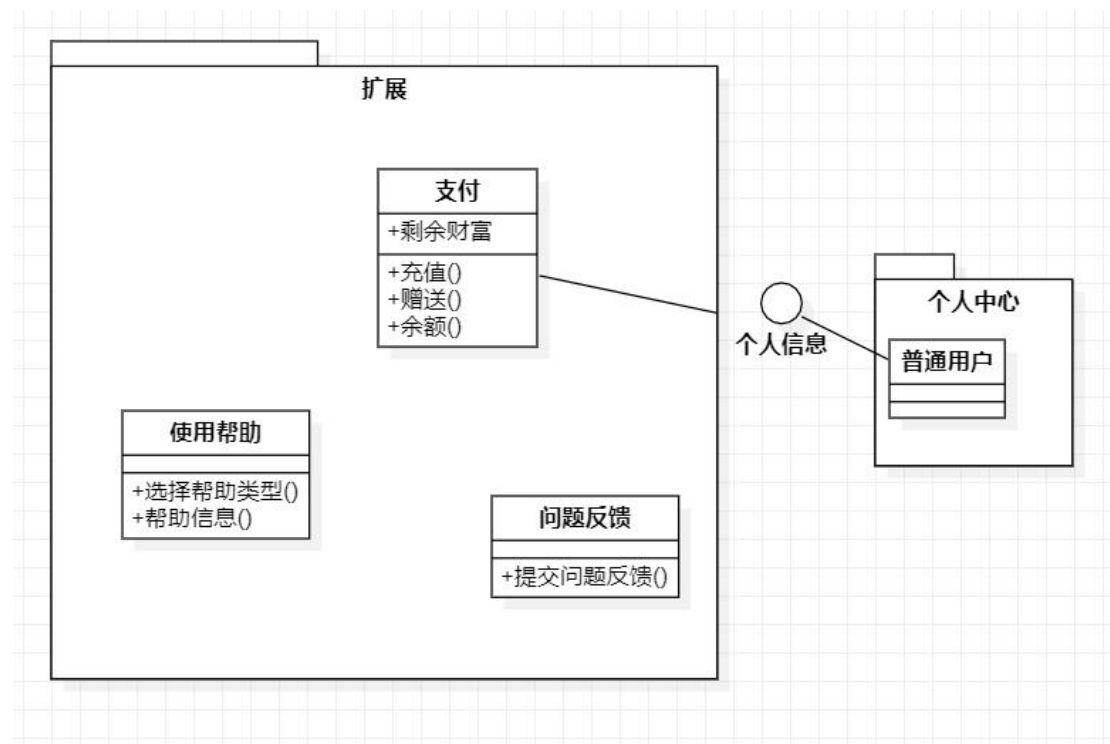 扩展
支付
+剩余财富
+充值()
+赠送()
+余额()
个人信息
个人中心
普通用户
使用帮助
+选择帮助类型()
+帮助信息()
问题反馈
+提交问题反馈()